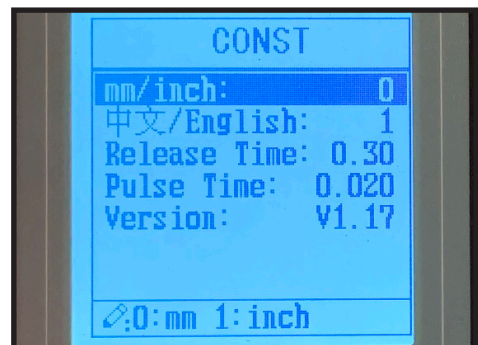 CONST
mm/inch: 0
中文/English: 1
Release Time: 0.30
Pulse Time: 0.020
Version: V1.17
:0:mm 1:inch